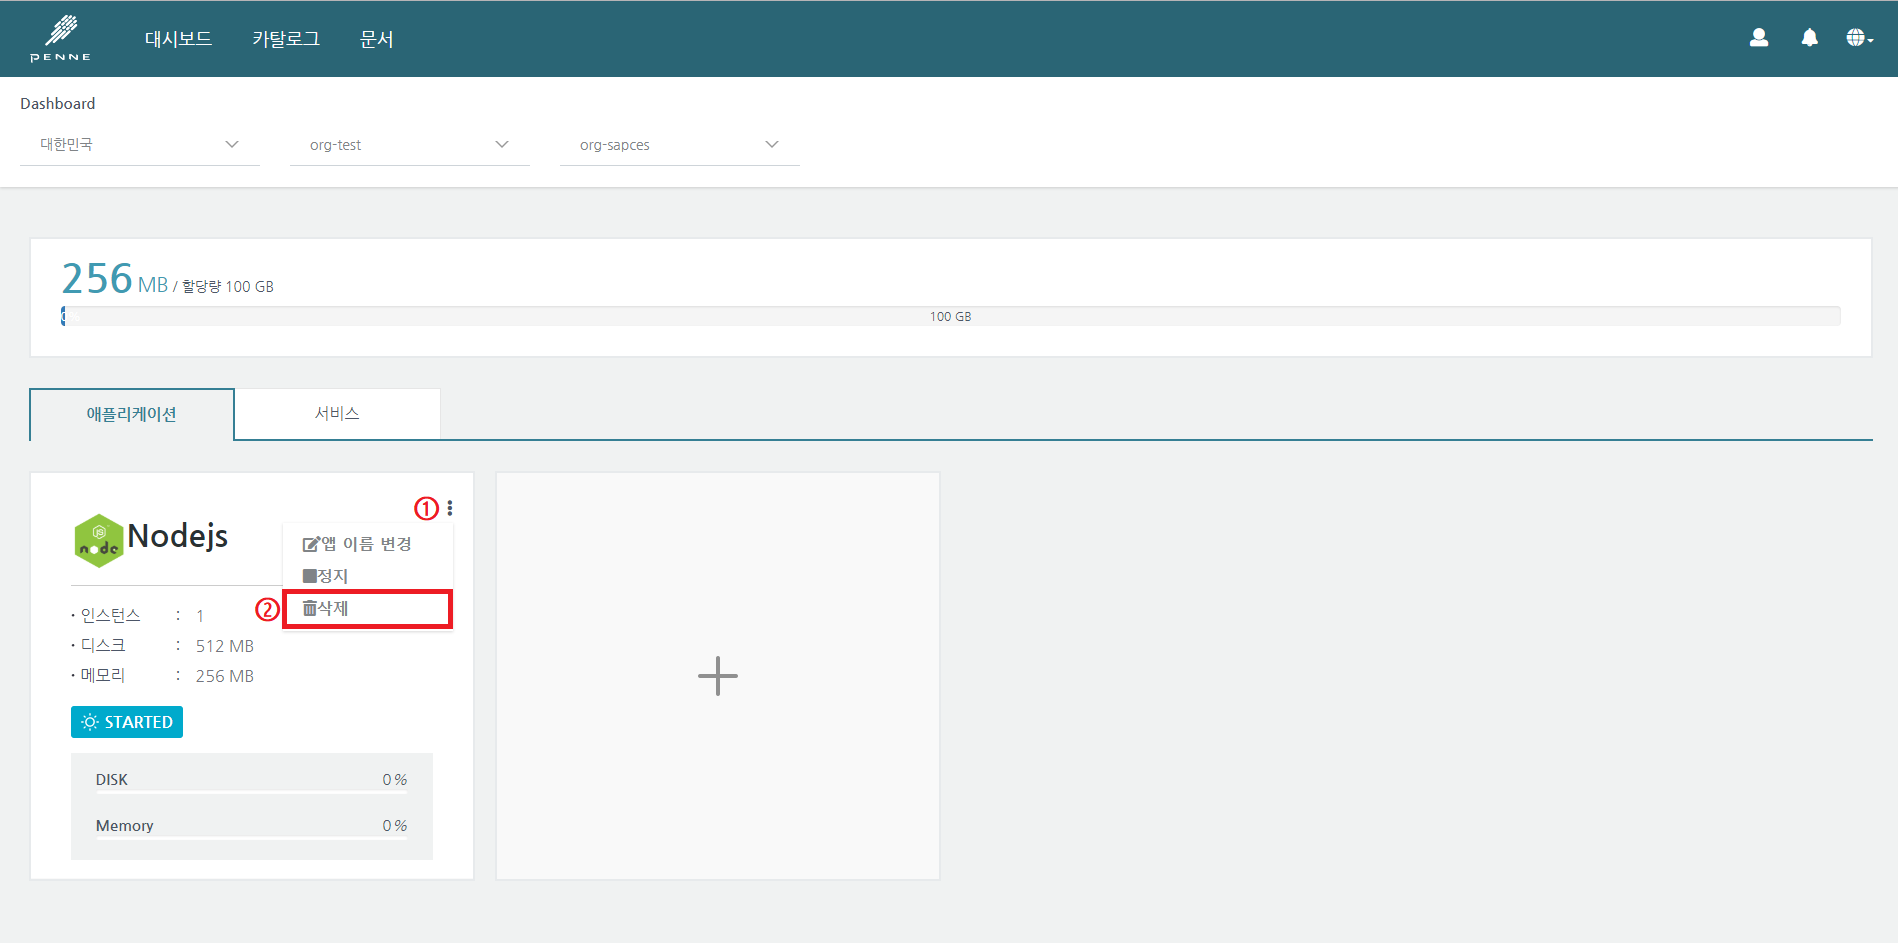 PENNE
대시보드 카탈로그 문서
Dashboard
대한민국 org-test org-sapces
256 MB / 할당량 100 GB
100 GB
애플리케이션 서비스
①
node JS
Nodejs
앱 이름 변경
정지
② 삭제
· 인스턴스 : 1
· 디스크 : 512 MB
· 메모리 : 256 MB
STARTED
DISK 0 %
Memory 0 %